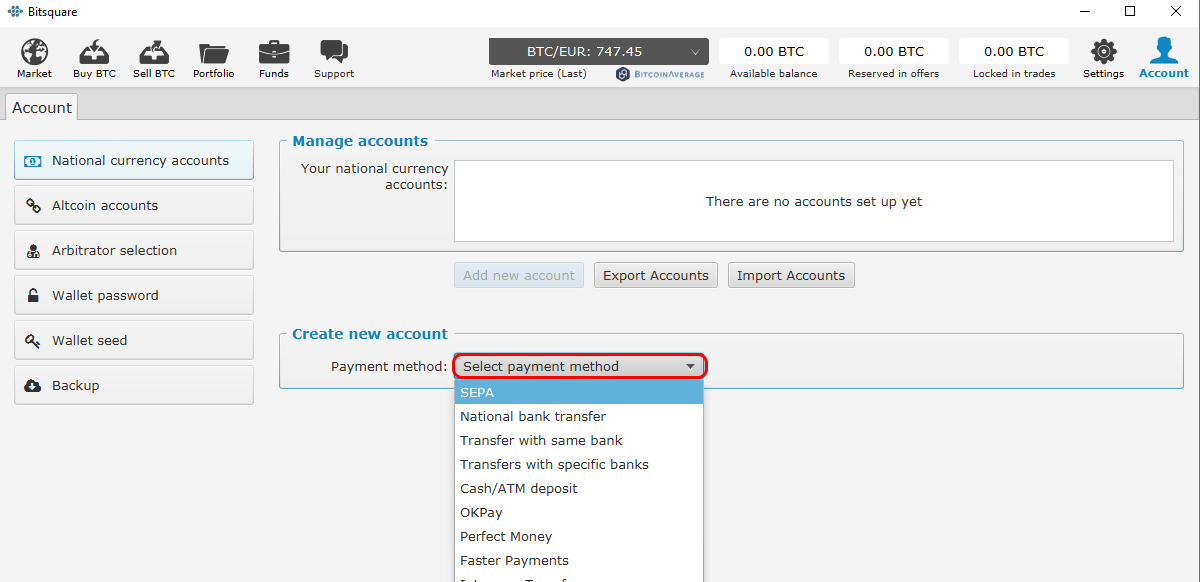 Bitsquare
Market
Buy BTC
Sell BTC
Portfolio
Funds
Support
BTC/EUR: 747.45
Market price (Last)
BITCOINAVERAGE
0.00 BTC
Available balance
0.00 BTC
Reserved in offers
0.00 BTC
Locked in trades
Settings
Account
Account
National currency accounts
Altcoin accounts
Arbitrator selection
Wallet password
Wallet seed
Backup
Manage accounts
Your national currency
accounts:
There are no accounts set up yet
Add new account
Export Accounts
Import Accounts
Create new account
Payment method:
Select payment method
SEPA
National bank transfer
Transfer with same bank
Transfers with specific banks
Cash/ATM deposit
OKPay
Perfect Money
Faster Payments